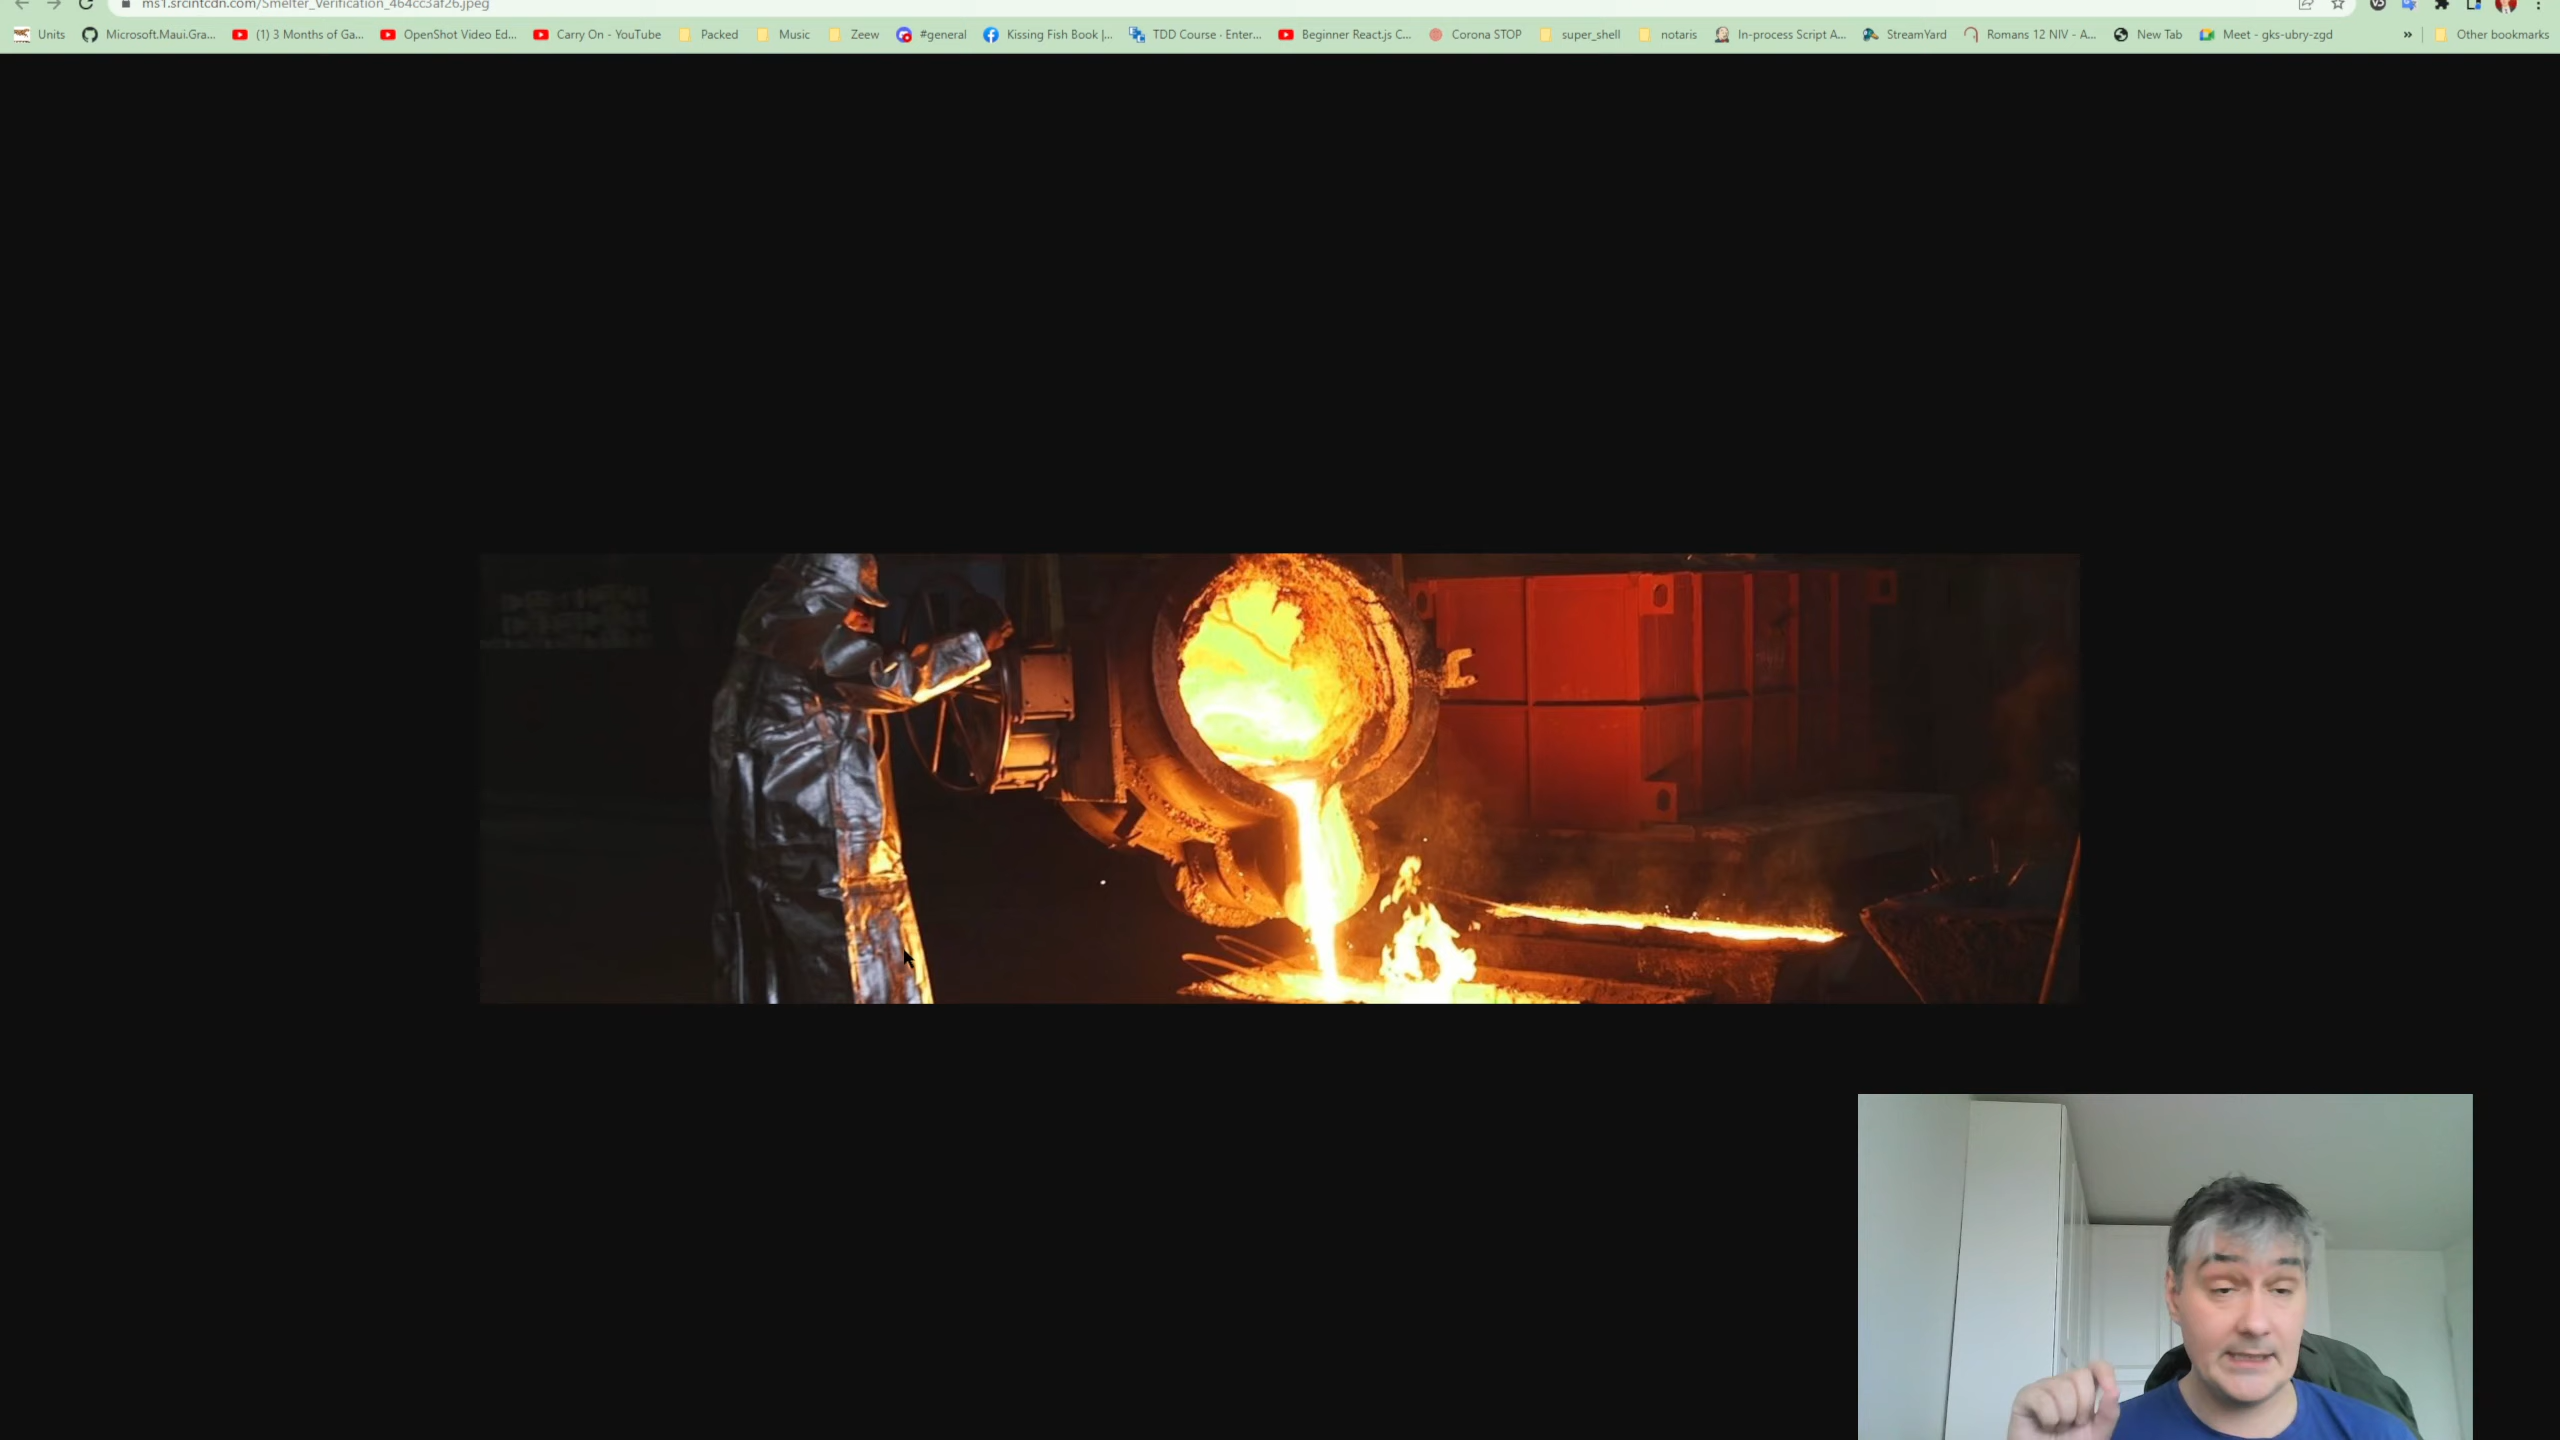 ms1.srcintcdn.com/Smelter_Verification_464cc3af26.jpeg
Units Microsoft.Maui.Gra... (1) 3 Months of Ga... OpenShot Video Ed... Carry On - YouTube Packed Music Zeew #general Kissing Fish Book |... TDD Course · Enter... Beginner React.js C... Corona STOP super_shell notaris In-process Script A... StreamYard Romans 12 NIV - A... New Tab Meet - gks-ubry-zgd » Other bookmarks